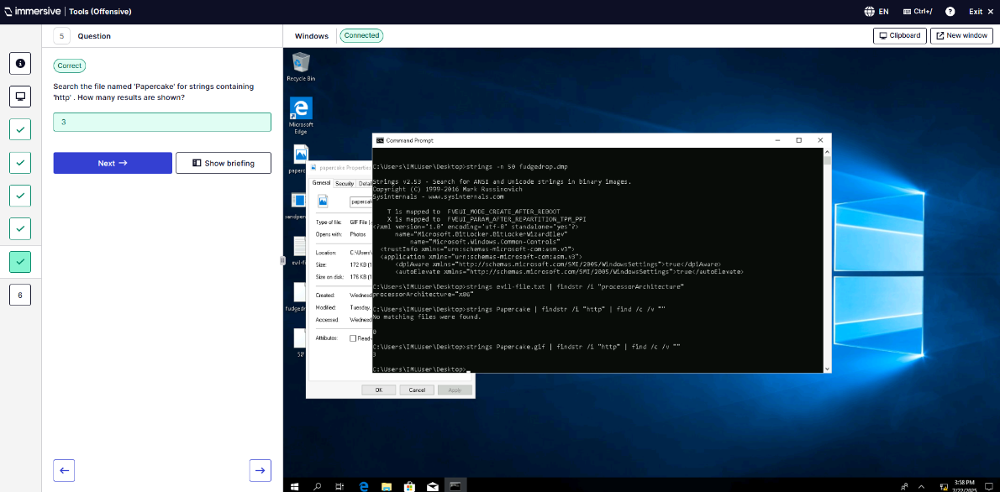 immersive | Tools (Offensive)
EN
Ctrl+/
Exit
5 Question
Correct
Search the file named 'Papercake' for strings containing
'http' . How many results are shown?
3
Next
Show briefing
6
Windows
Connected
Clipboard
New window
Recycle Bin
Microsoft
Edge
paperc
sandpen
evil-fi
fudgedr
50'
papercake Properties
General
Security
Detai
papercak
Type of file:
GIF File (.
Opens with:
Photos
Location:
C:\Users\
Size:
172 KB (1
Size on disk:
176 KB (1
Created:
Wednesd
Modified:
Tuesday,
Accessed:
Wednesd
Attributes:
Read-
OK
Cancel
Apply
Command Prompt
C:\Users\IMLUser\Desktop>strings -n 50 fudgedrop.dmp
Strings v2.53 - Search for ANSI and Unicode strings in binary images.
Copyright (C) 1999-2016 Mark Russinovich
Sysinternals - www.sysinternals.com
T is mapped to FVEUI_MODE_CREATE_AFTER_REBOOT
X is mapped to FVEUI_PARAM_AFTER_REPARTITION_TPM_PPI
<?xml version='1.0' encoding='utf-8' standalone='yes'?>
name="Microsoft.BitLocker.BitLockerWizardElev"
name="Microsoft.Windows.Common-Controls"
<trustInfo xmlns="urn:schemas-microsoft-com:asm.v3">
<application xmlns="urn:schemas-microsoft-com:asm.v3">
<dpiAware xmlns="http://schemas.microsoft.com/SMI/2005/WindowsSettings">true</dpiAware>
<autoElevate xmlns="http://schemas.microsoft.com/SMI/2005/WindowsSettings">true</autoElevate>
C:\Users\IMLUser\Desktop>strings evil-file.txt | findstr /i "processorArchitecture"
processorArchitecture="x86"
C:\Users\IMLUser\Desktop>strings Papercake | findstr /i "http" | find /c /v ""
No matching files were found.
0
C:\Users\IMLUser\Desktop>strings Papercake.gif | findstr /i "http" | find /c /v ""
3
C:\Users\IMLUser\Desktop>
3:58 PM
7/22/2025